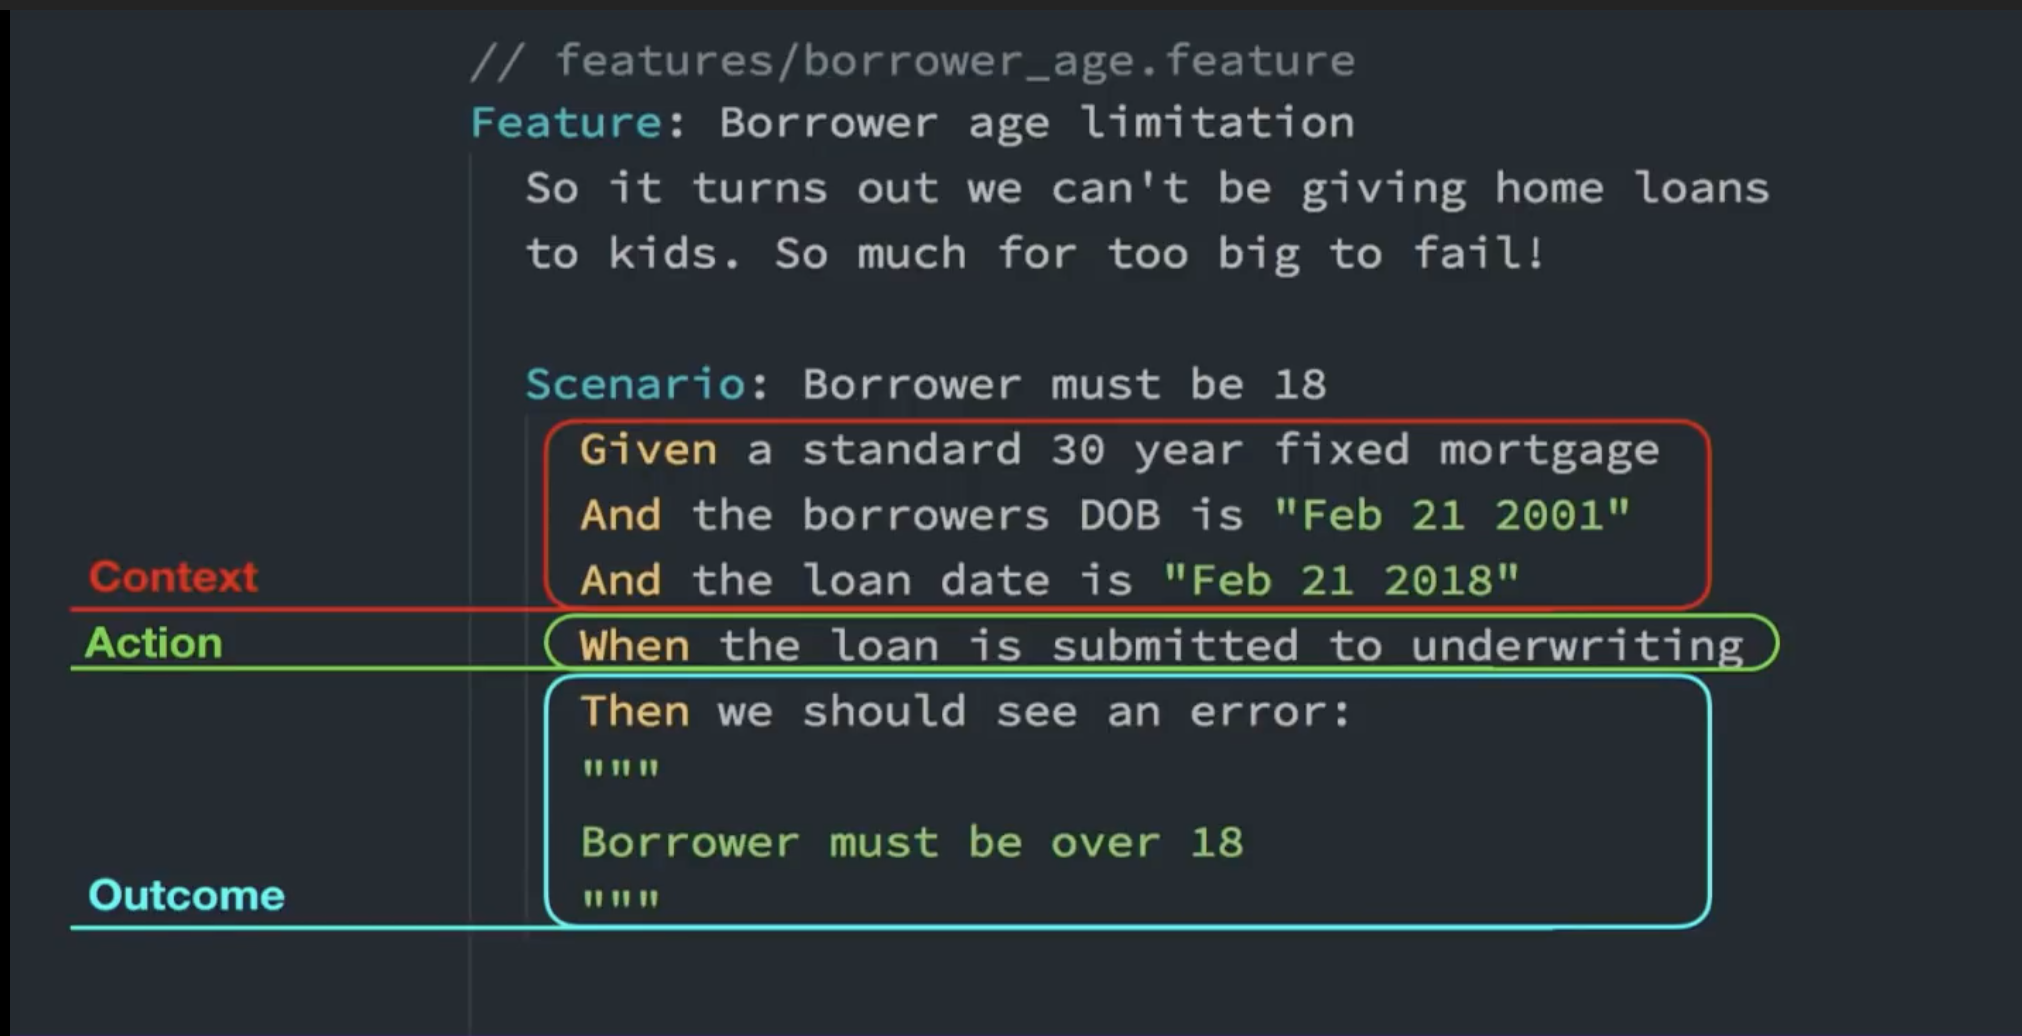 // features/borrower_age.feature
Feature: Borrower age limitation
So it turns out we can't be giving home loans
to kids. So much for too big to fail!
Scenario: Borrower must be 18
Given a standard 30 year fixed mortgage
And the borrowers DOB is "Feb 21 2001"
Context
And the loan date is "Feb 21 2018"
Action
When the loan is submitted to underwriting
Then we should see an error:
"""
Borrower must be over 18
Outcome
"""